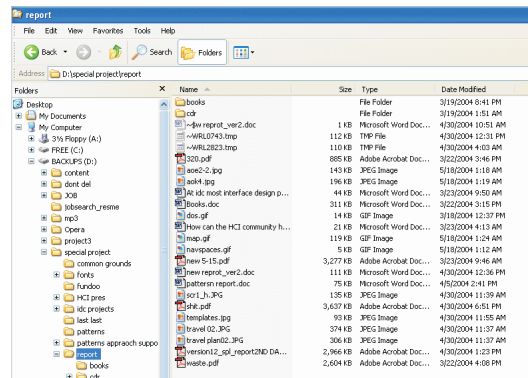 report
File Edit View Favorites Tools Help
Back Search Folders
Address D:\special project\report
Folders X Name Size Type Date Modified
Desktop
My Documents
My Computer
3½ Floppy (A:)
FREE (C:)
BACKUPS (D:)
content
dont del
JOB
jobsearch_resme
mp3
Opera
project3
special project
common grounds
fonts
fundoo
HCI pres
idc projects
last last
patterns
patterns appraoch suppo
report
books
cdr
books File Folder 3/19/2004 8:41 PM
cdr File Folder 3/19/2004 1:51 AM
~$w reprot_ver2.doc 1 KB Microsoft Word Doc... 4/30/2004 10:51 AM
~WRL0743.tmp 112 KB TMP File 4/30/2004 12:31 PM
~WRL2823.tmp 110 KB TMP File 4/30/2004 4:03 AM
320.pdf 885 KB Adobe Acrobat Doc... 3/22/2004 3:46 PM
aoe2-2.jpg 143 KB JPEG Image 5/18/2004 1:18 AM
aok4.jpg 196 KB JPEG Image 5/18/2004 1:19 AM
At idc most interface design p... 44 KB Microsoft Word Doc... 3/23/2004 9:50 AM
Books.doc 311 KB Microsoft Word Doc... 3/22/2004 3:15 PM
dos.gif 14 KB GIF Image 3/18/2004 12:37 PM
How can the HCI community h... 21 KB Microsoft Word Doc... 3/23/2004 4:13 AM
map.gif 119 KB GIF Image 5/18/2004 1:24 AM
navspaces.gif 5 KB GIF Image 5/18/2004 1:12 AM
new 5-15.pdf 3,277 KB Adobe Acrobat Doc... 3/23/2004 9:46 AM
new reprot_ver2.doc 111 KB Microsoft Word Doc... 4/30/2004 12:36 PM
pattersn report.doc 75 KB Microsoft Word Doc... 4/5/2004 2:41 PM
scr1_h.JPG 135 KB JPEG Image 4/30/2004 11:39 AM
shit.pdf 3,637 KB Adobe Acrobat Doc... 4/30/2004 6:51 PM
templates.jpg 93 KB JPEG Image 4/30/2004 11:55 AM
travel 02.JPG 374 KB JPEG Image 4/30/2004 11:37 AM
travel plan02.JPG 306 KB JPEG Image 4/30/2004 11:37 AM
version12_spl_report2ND DA... 2,966 KB Adobe Acrobat Doc... 4/30/2004 1:23 PM
waste.pdf 2,604 KB Adobe Acrobat Doc... 3/22/2004 4:08 PM